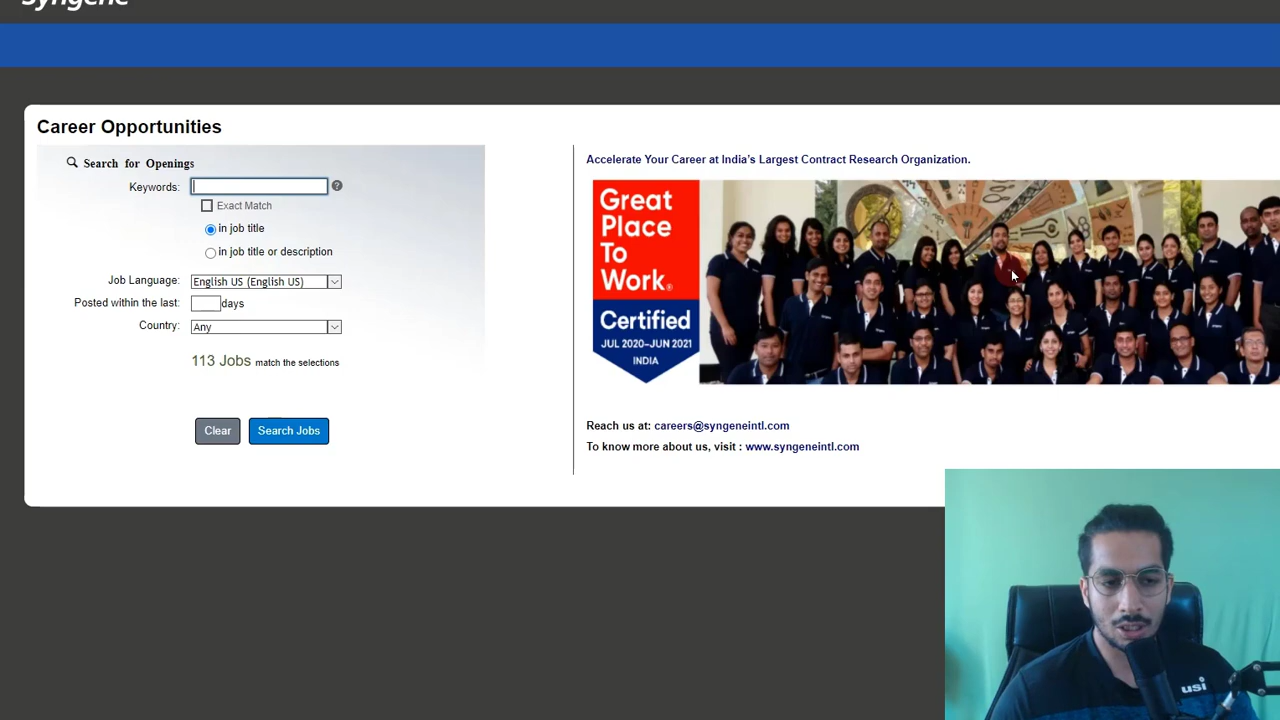 Syngene
Career Opportunities
Search for Openings
Keywords:
?
Exact Match
in job title
in job title or description
Job Language: English US (English US)
Posted within the last: days
Country: Any
113 Jobs match the selections
Clear
Search Jobs
Accelerate Your Career at India's Largest Contract Research Organization.
Great
Place
To
Work®
Certified
JUL 2020–JUN 2021
INDIA
Reach us at: careers@syngeneintl.com
To know more about us, visit : www.syngeneintl.com
usi